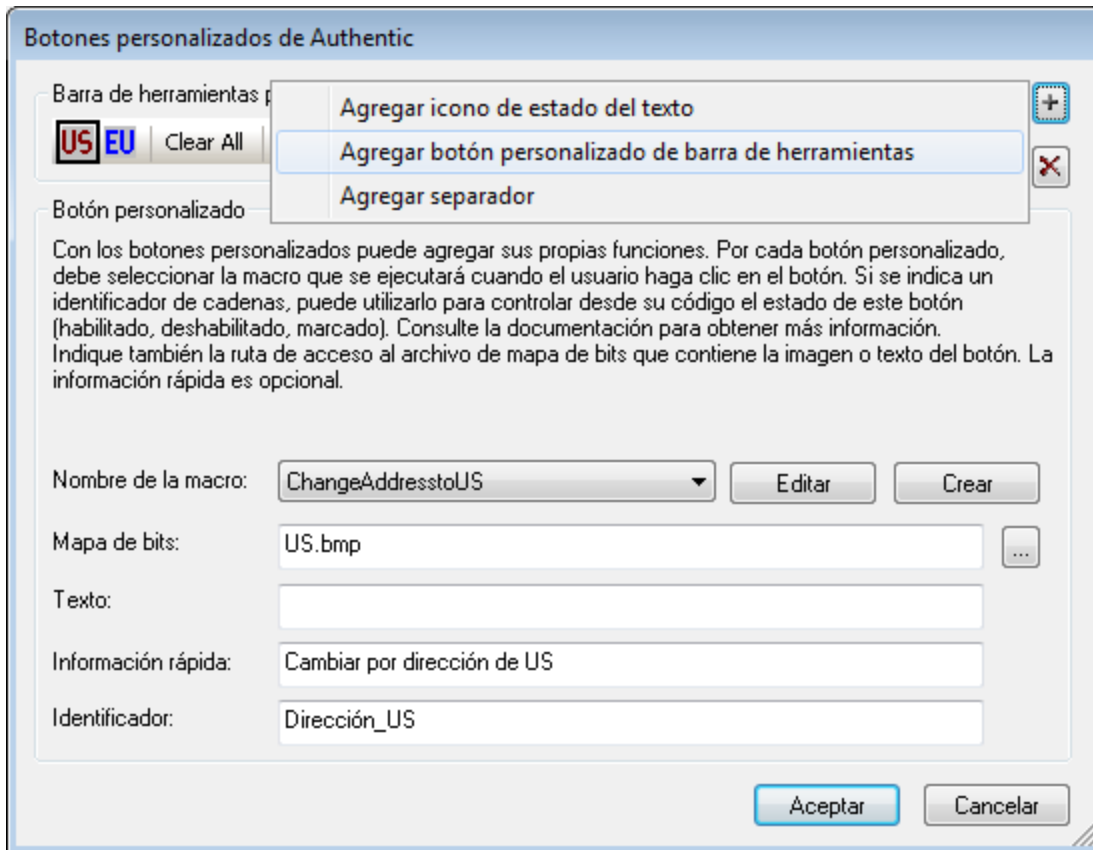 Botones personalizados de Authentic
Barra de herramientas
Agregar icono de estado del texto
+
US EU Clear All
Agregar botón personalizado de barra de herramientas
Agregar separador
Botón personalizado
Con los botones personalizados puede agregar sus propias funciones. Por cada botón personalizado,
debe seleccionar la macro que se ejecutará cuando el usuario haga clic en el botón. Si se indica un
identificador de cadenas, puede utilizarlo para controlar desde su código el estado de este botón
(habilitado, deshabilitado, marcado). Consulte la documentación para obtener más información.
Indique también la ruta de acceso al archivo de mapa de bits que contiene la imagen o texto del botón. La
información rápida es opcional.
Nombre de la macro: ChangeAddresstoUS Editar Crear
Mapa de bits: US.bmp ...
Texto:
Información rápida: Cambiar por dirección de US
Identificador: Dirección_US
Aceptar Cancelar